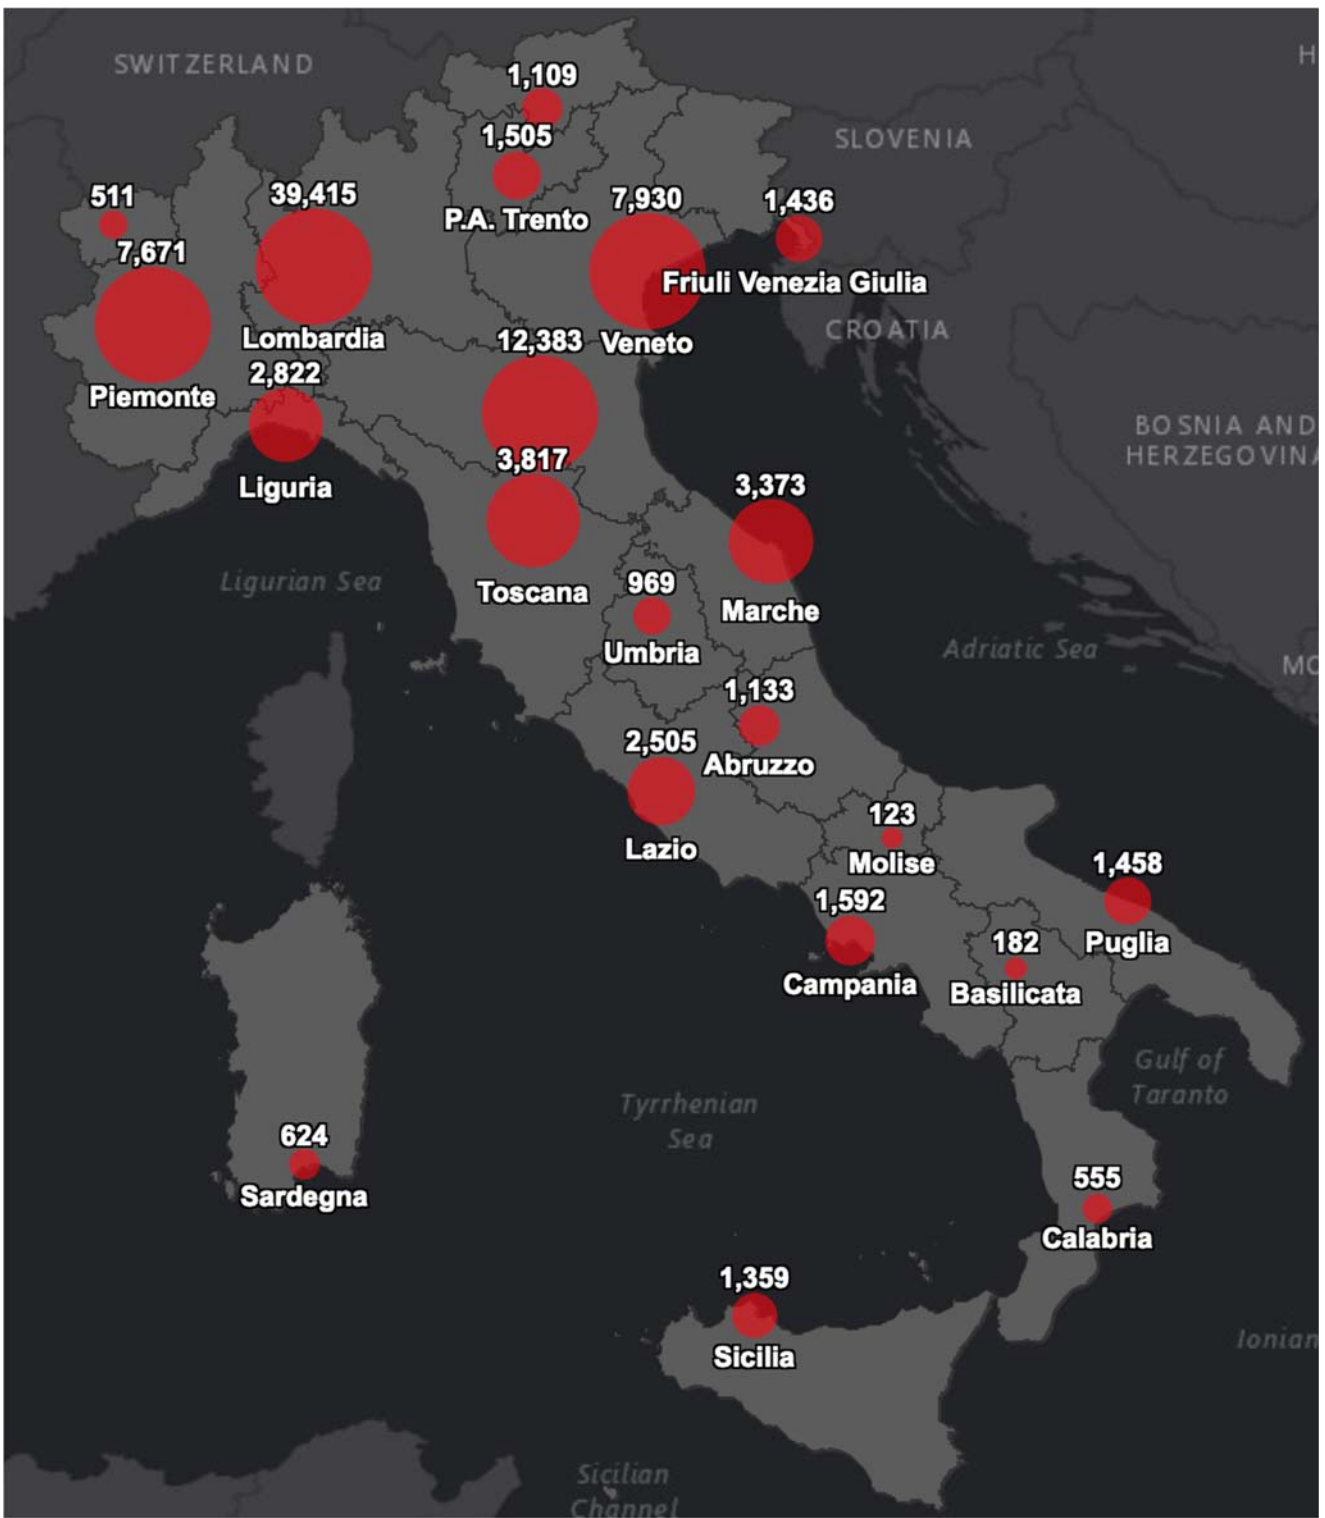 SWITZERLAND
H
1,109
SLOVENIA
1,505
P.A. Trento
511
39,415
7,930
1,436
7,671
Friuli Venezia Giulia
Lombardia
12,383
Veneto
CROATIA
2,822
Piemonte
BOSNIA AND
HERZEGOVINA
3,817
Liguria
3,373
Ligurian Sea
Toscana
969
Marche
Umbria
Adriatic Sea
MO
1,133
2,505
Abruzzo
Lazio
123
Molise
1,458
1,592
Puglia
182
Campania
Basilicata
Gulf of
Taranto
Tyrrhenian
Sea
624
Sardegna
555
Calabria
1,359
Sicilia
Ionian
Sicilian
Channel